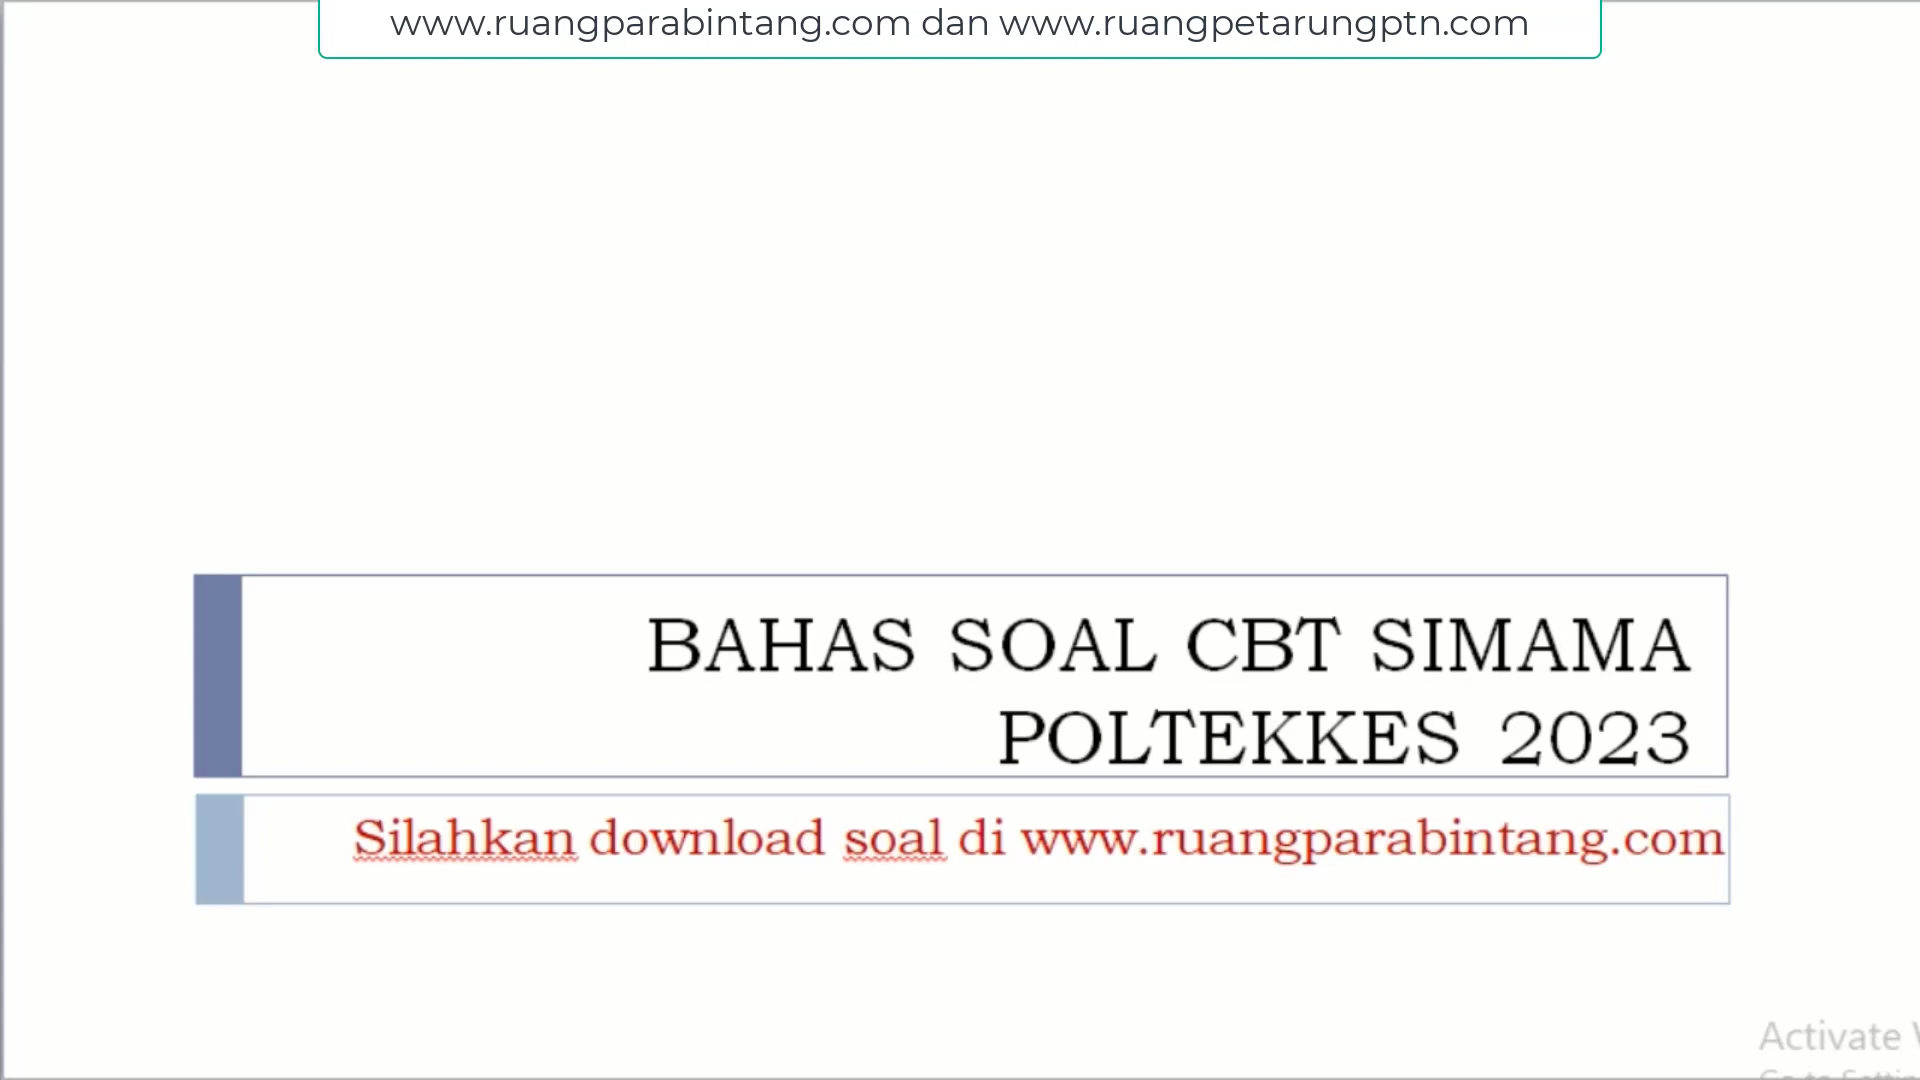 www.ruangparabintang.com dan www.ruangpetarungptn.com
BAHAS SOAL CBT SIMAMA
POLTEKKES 2023
Silahkan download soal di www.ruangparabintang.com
Activate